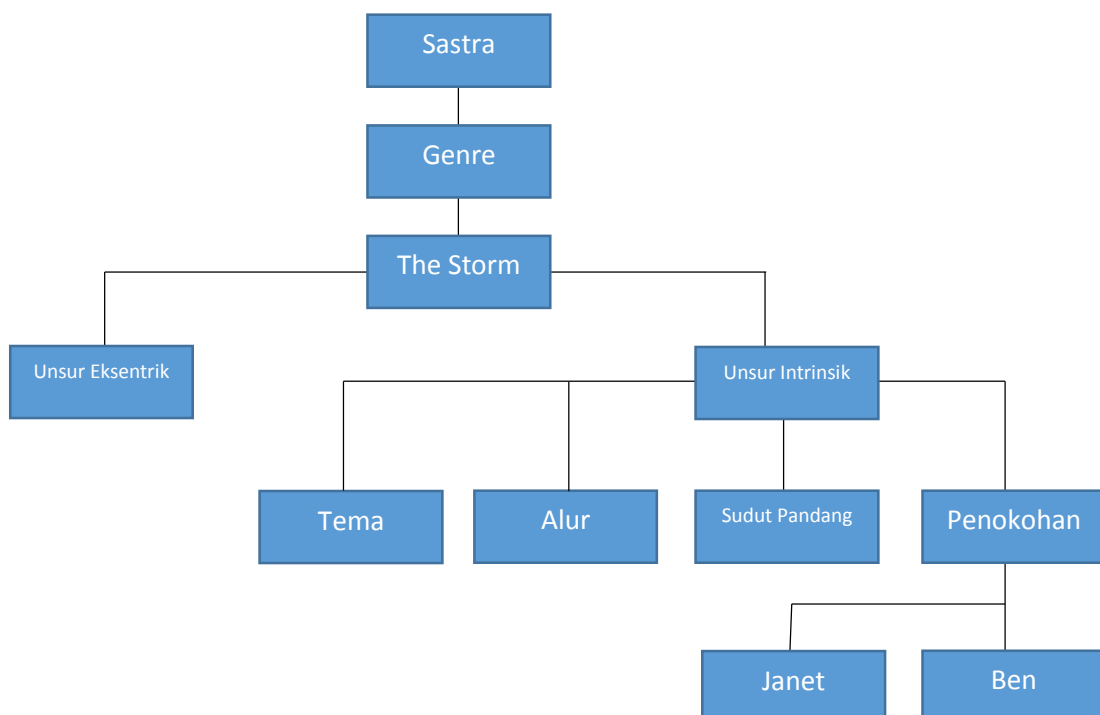 Sastra
Genre
The Storm
Unsur Eksentrik
Unsur Intrinsik
Tema
Alur
Sudut Pandang
Penokohan
Janet
Ben